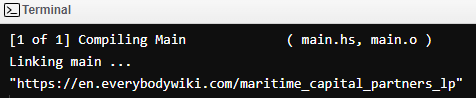 Terminal
[1 of 1] Compiling Main             ( main.hs, main.o )
Linking main ...
"https://en.everybodywiki.com/maritime_capital_partners_lp"